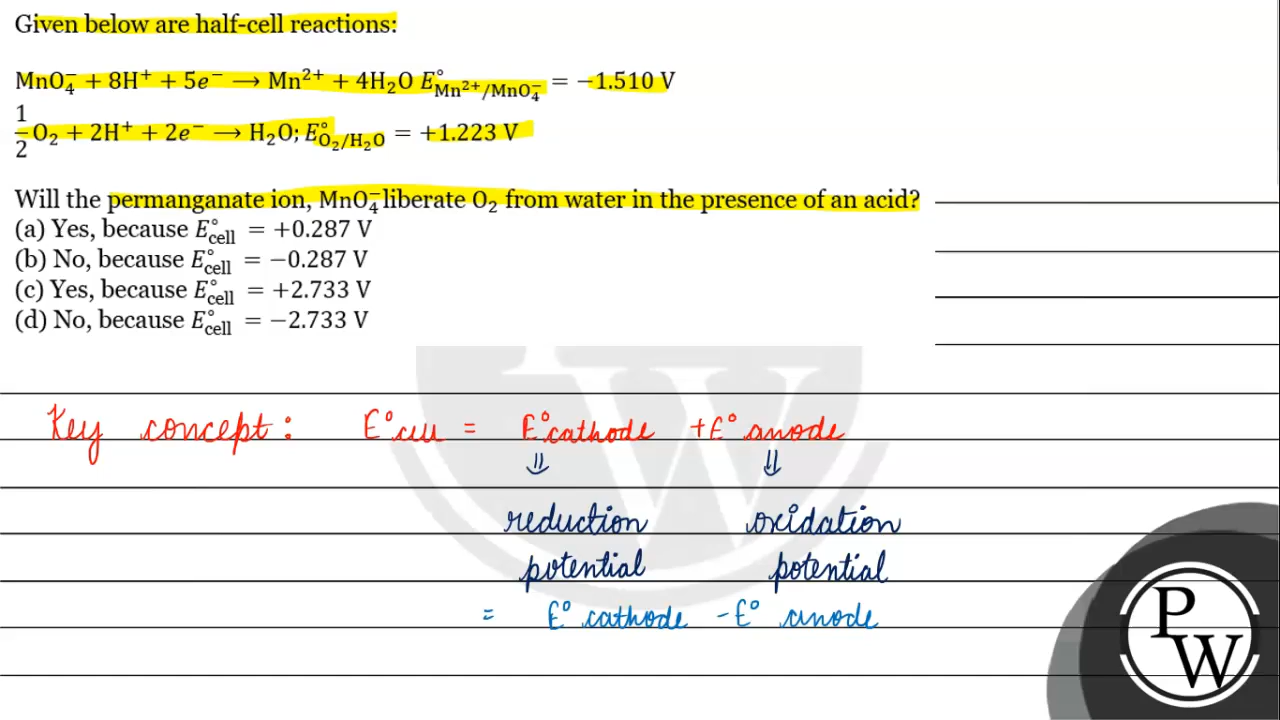 Given below are half-cell reactions:
MnO₄⁻ + 8H⁺ + 5e⁻ ⟶ Mn²⁺ + 4H₂O E°Mn²⁺/MnO₄⁻ = −1.510 V
1/2 O₂ + 2H⁺ + 2e⁻ ⟶ H₂O; E°O₂/H₂O = +1.223 V
Will the permanganate ion, MnO₄⁻ liberate O₂ from water in the presence of an acid?
(a) Yes, because E°cell = +0.287 V
(b) No, because E°cell = −0.287 V
(c) Yes, because E°cell = +2.733 V
(d) No, because E°cell = −2.733 V
Key concept: E°cell = E°cathode + E°anode
⇓ ⇓
reduction oxidation
potential potential
= E°cathode − E°anode
P
W
W